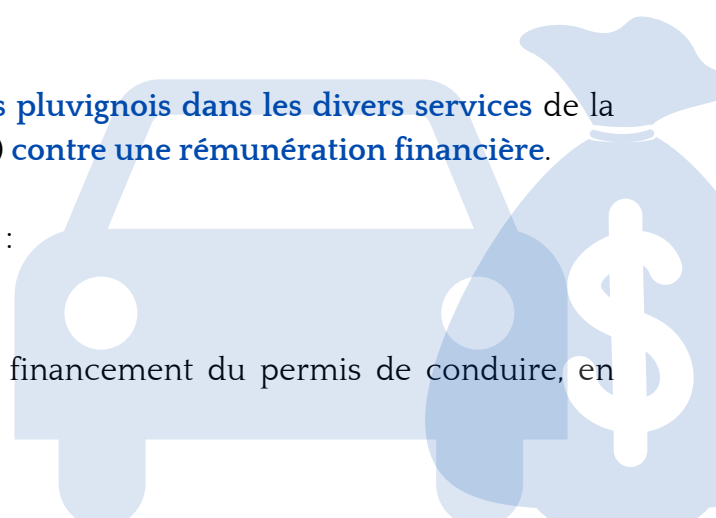 s pluvignois dans les divers services de la
) contre une rémunération financière.
:
financement du permis de conduire, en
$